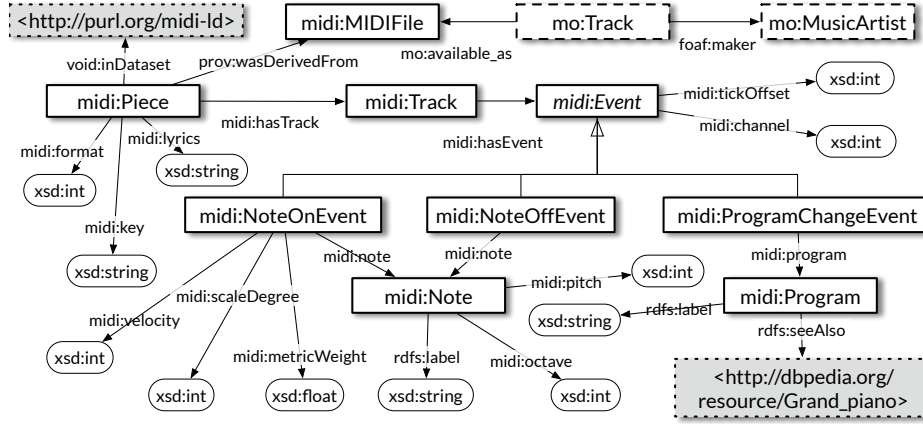 <http://purl.org/midi-ld>
midi:MIDIFile
mo:Track
mo:MusicArtist
void:inDataset
prov:wasDerivedFrom
mo:available_as
foaf:maker
midi:Piece
midi:Track
midi:Event
midi:tickOffset
xsd:int
midi:hasTrack
midi:hasEvent
midi:channel
xsd:int
midi:format
midi:lyrics
xsd:int
xsd:string
midi:key
xsd:string
midi:NoteOnEvent
midi:NoteOffEvent
midi:ProgramChangeEvent
midi:note
midi:note
midi:program
midi:scaleDegree
midi:velocity
midi:metricWeight
midi:Note
midi:pitch
xsd:int
midi:Program
xsd:string
rdfs:label
rdfs:seeAlso
xsd:int
rdfs:label
midi:octave
xsd:int
xsd:float
xsd:string
xsd:int
<http://dbpedia.org/
resource/Grand_piano>